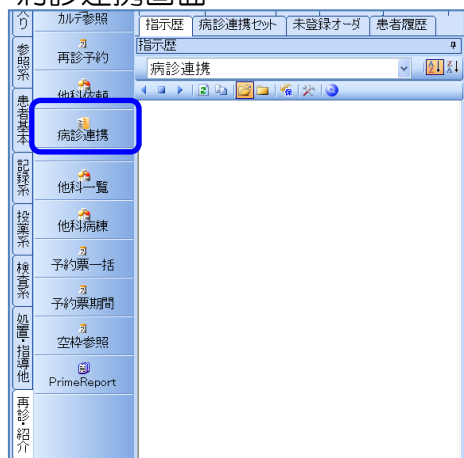 病診連携画面
カルテ参照
再診予約
他科依頼
病診連携
他科一覧
他科病棟
予約票一括
予約票期間
空枠参照
PrimeReport
り
参照系
患者基本
記録系
投薬系
検査系
処置・指導他
再診・紹介
指示歴 病診連携セット 未登録オーダ 患者履歴
指示歴
病診連携